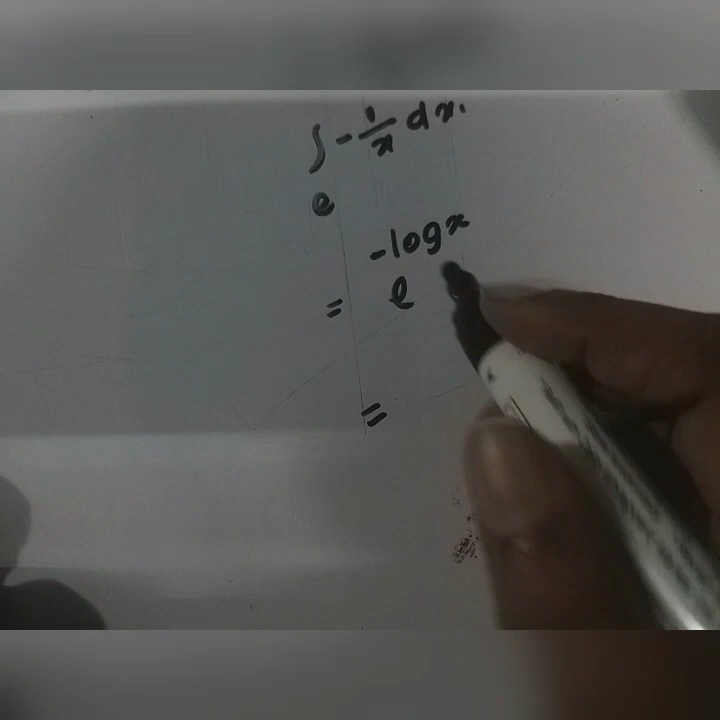 ∫ - 1/x dx.
e
- log x
= e
=